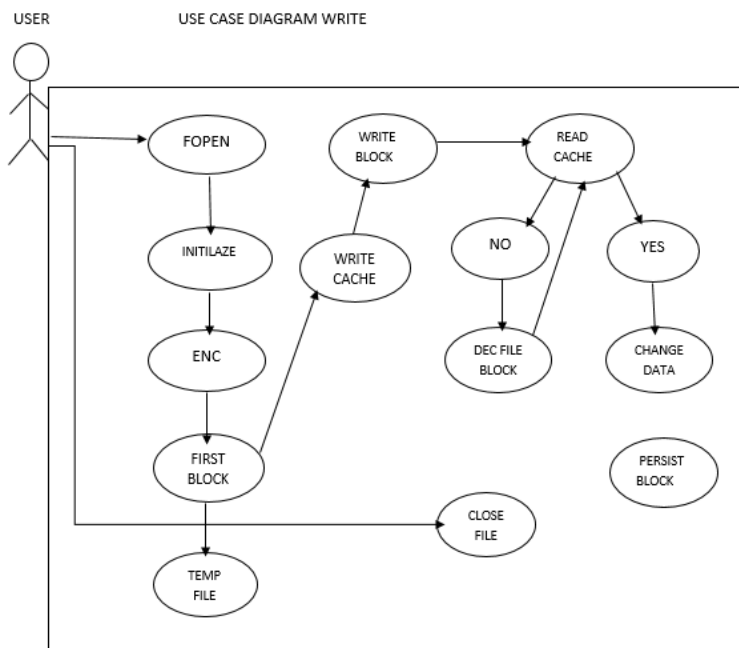 USER
USE CASE DIAGRAM WRITE
FOPEN
INITILAZE
ENC
FIRST
BLOCK
TEMP
FILE
WRITE
CACHE
WRITE
BLOCK
READ
CACHE
NO
DEC FILE
BLOCK
YES
CHANGE
DATA
PERSIST
BLOCK
CLOSE
FILE